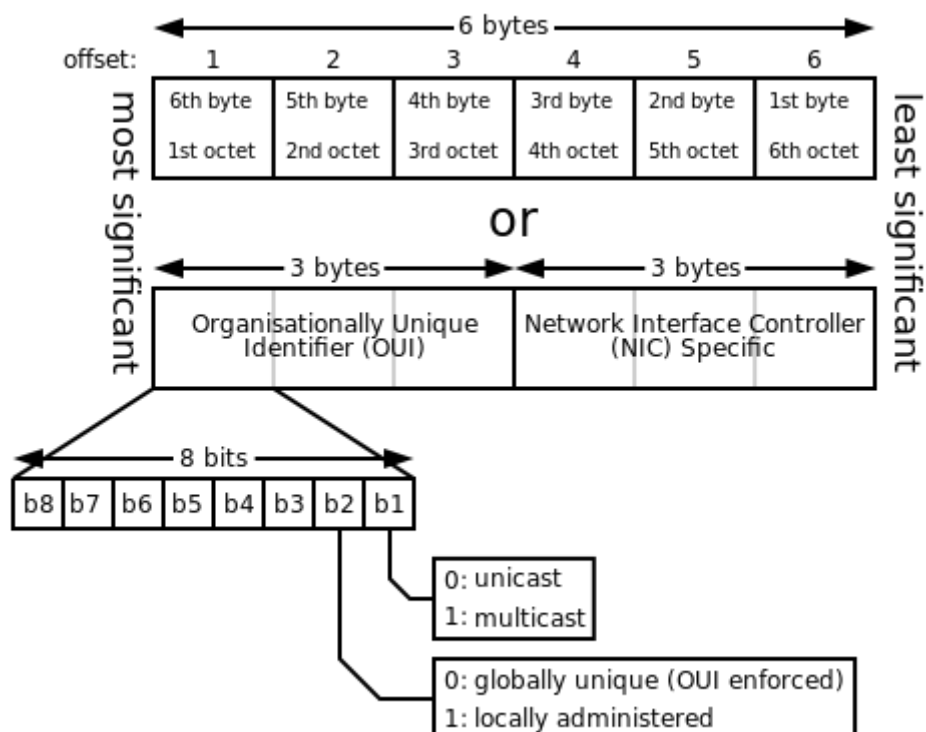 6 bytes
offset: 1 2 3 4 5 6
most significant
6th byte 5th byte 4th byte 3rd byte 2nd byte 1st byte
1st octet 2nd octet 3rd octet 4th octet 5th octet 6th octet
least significant
or
3 bytes 3 bytes
Organisationally Unique
Identifier (OUI)
Network Interface Controller
(NIC) Specific
8 bits
b8 b7 b6 b5 b4 b3 b2 b1
0: unicast
1: multicast
0: globally unique (OUI enforced)
1: locally administered